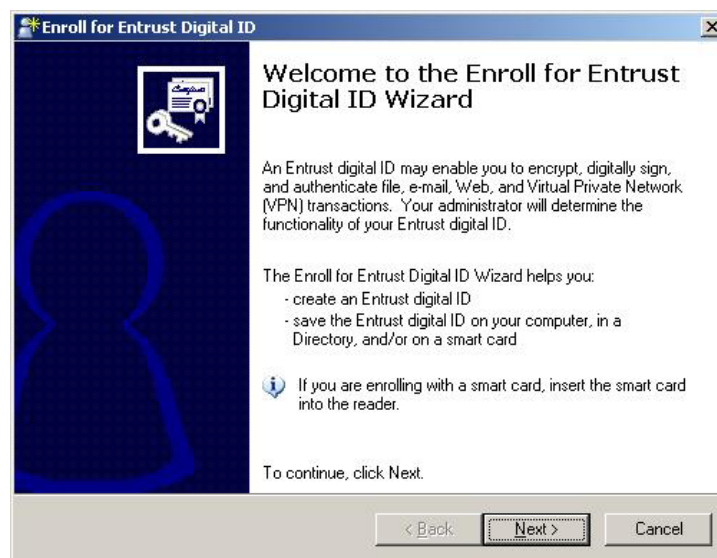 Enroll for Entrust Digital ID
Welcome to the Enroll for Entrust
Digital ID Wizard
An Entrust digital ID may enable you to encrypt, digitally sign,
and authenticate file, e-mail, Web, and Virtual Private Network
(VPN) transactions. Your administrator will determine the
functionality of your Entrust digital ID.
The Enroll for Entrust Digital ID Wizard helps you:
- create an Entrust digital ID
- save the Entrust digital ID on your computer, in a
Directory, and/or on a smart card
If you are enrolling with a smart card, insert the smart card
into the reader.
To continue, click Next.
< Back
Next >
Cancel